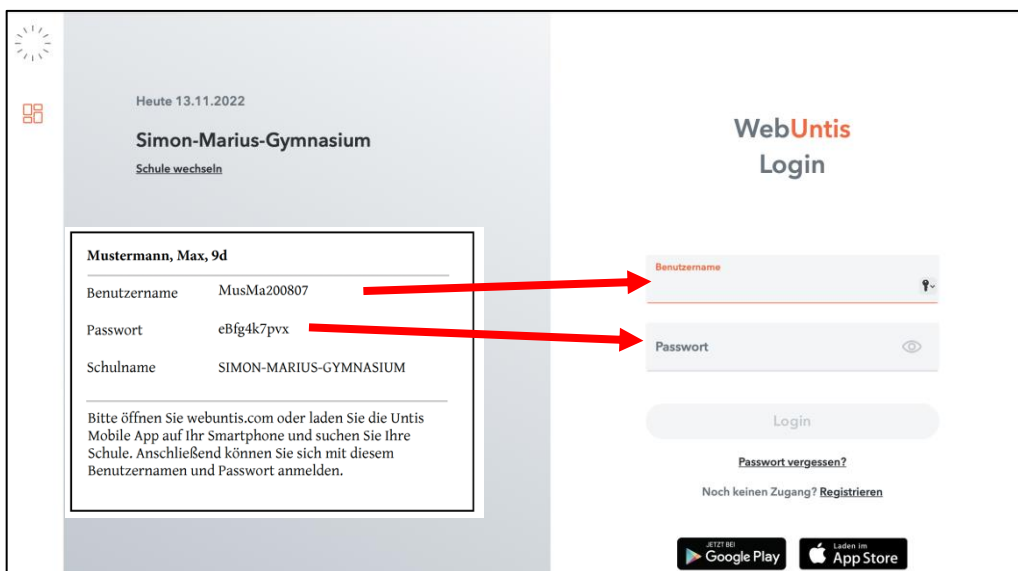 Heute 13.11.2022
Simon-Marius-Gymnasium
Schule wechseln
Mustermann, Max, 9d
Benutzername MusMa200807
Passwort eBfg4k7pvx
Schulname SIMON-MARIUS-GYMNASIUM
Bitte öffnen Sie webuntis.com oder laden Sie die Untis
Mobile App auf Ihr Smartphone und suchen Sie Ihre
Schule. Anschließend können Sie sich mit diesem
Benutzernamen und Passwort anmelden.
WebUntis
Login
Benutzername
Passwort
Login
Passwort vergessen?
Noch keinen Zugang? Registrieren
JETZT BEI
Google Play
Laden im
App Store